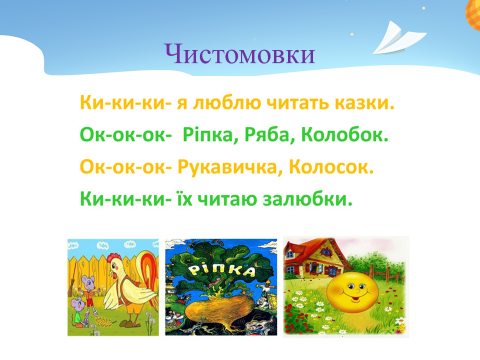 Чистомовки
Ки-ки-ки- я люблю читать казки.
Ок-ок-ок- Ріпка, Ряба, Колобок.
Ок-ок-ок- Рукавичка, Колосок.
Ки-ки-ки- їх читаю залюбки.
РІПКА